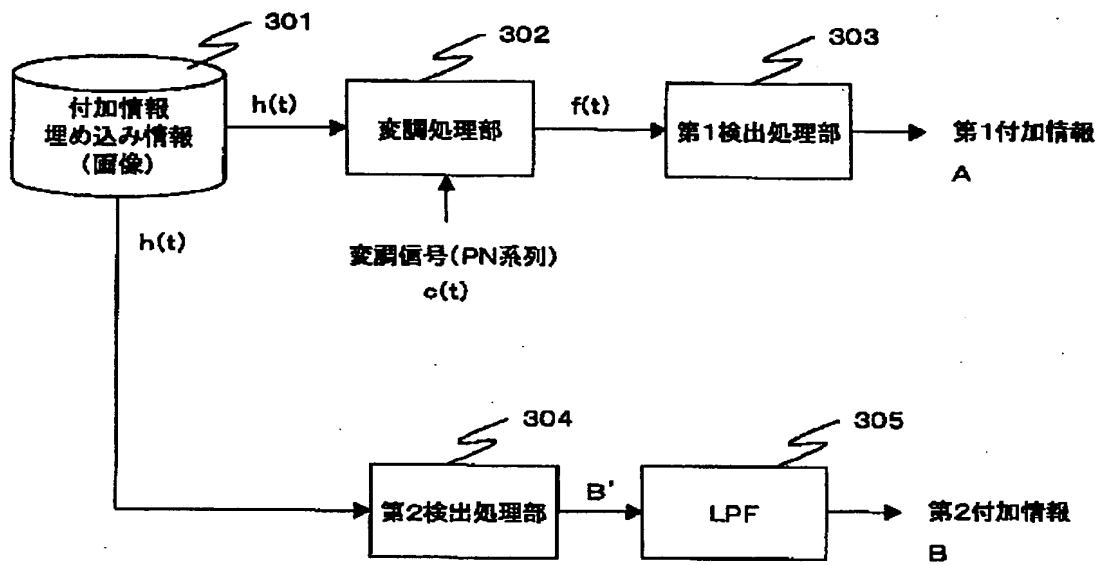 301
302
303
付加情報
埋め込み情報
(画像)
h(t)
変調処理部
f(t)
第1検出処理部
第1付加情報
A
h(t)
変調信号(PN系列)
c(t)
304
305
第2検出処理部
B'
LPF
第2付加情報
B